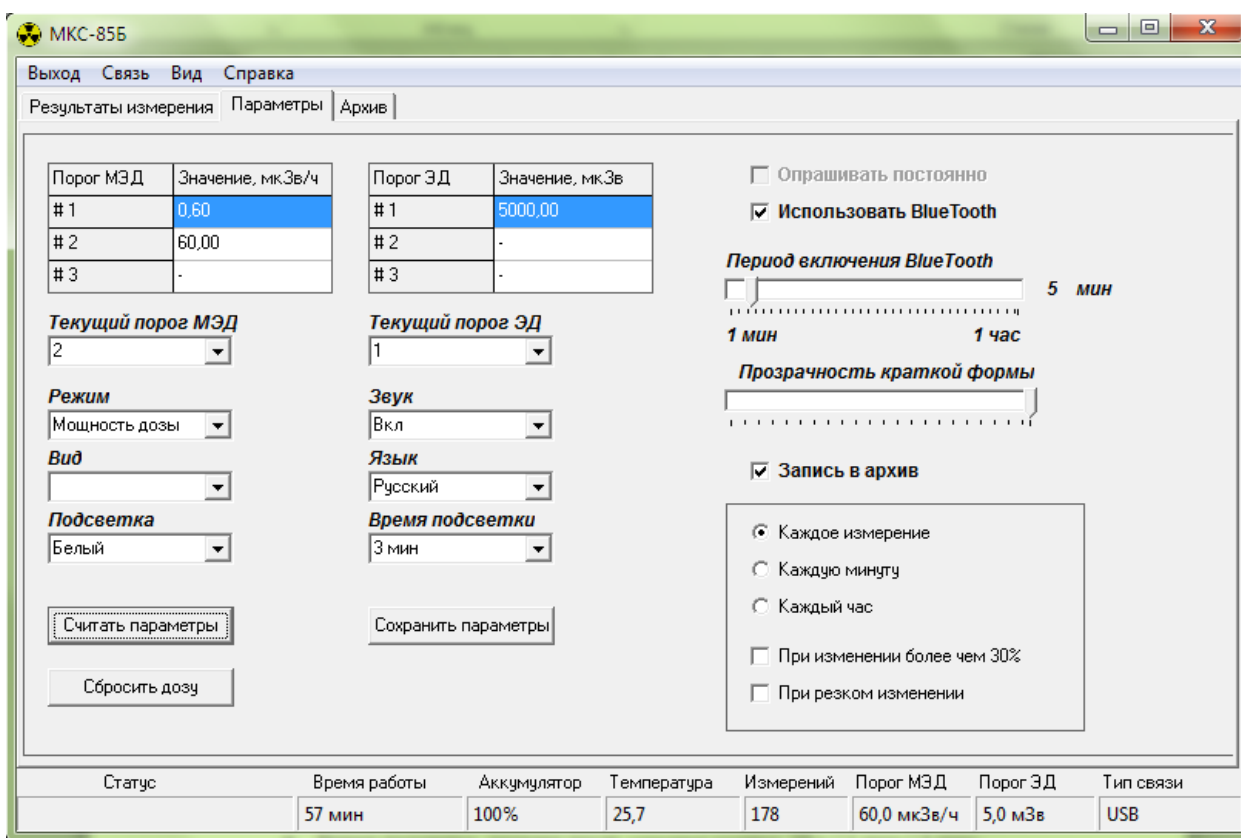 МКС-85Б
Выход Связь Вид Справка
Результаты измерения Параметры Архив
Порог МЭД Значение, мкЗв/ч
# 1 0,60
# 2 60,00
# 3 -
Порог ЭД Значение, мкЗв
# 1 5000,00
# 2 -
# 3 -
Текущий порог МЭД
2
Текущий порог ЭД
1
Режим
Мощность дозы
Звук
Вкл
Вид
Язык
Русский
Подсветка
Белый
Время подсветки
3 мин
Считать параметры
Сохранить параметры
Сбросить дозу
Опрашивать постоянно
Использовать BlueTooth
Период включения BlueTooth
5 мин
1 мин 1 час
Прозрачность краткой формы
Запись в архив
Каждое измерение
Каждую минуту
Каждый час
При изменении более чем 30%
При резком изменении
Статус Время работы Аккумулятор Температура Измерений Порог МЭД Порог ЭД Тип связи
57 мин 100% 25,7 178 60,0 мкЗв/ч 5,0 мЗв USB